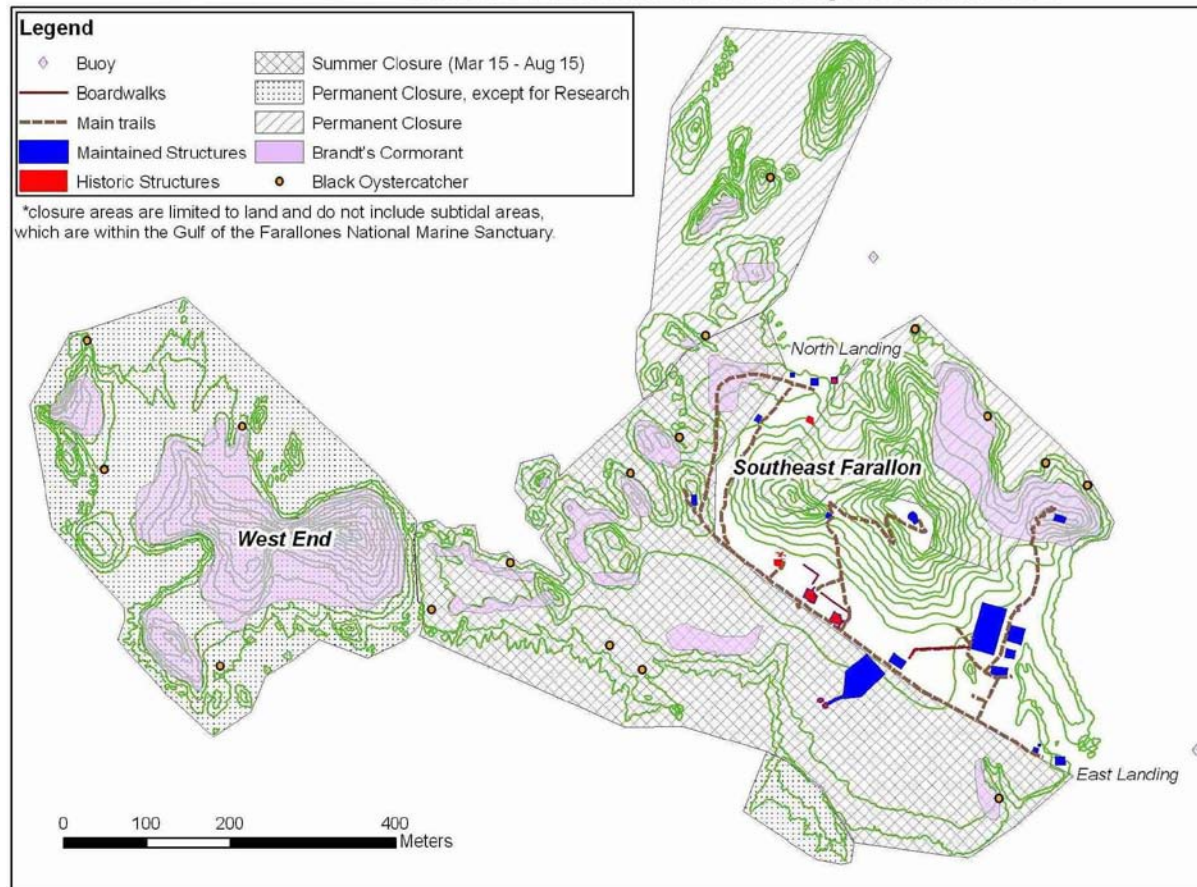 Legend
Buoy
Boardwalks
Main trails
Maintained Structures
Historic Structures
Summer Closure (Mar 15 - Aug 15)
Permanent Closure, except for Research
Permanent Closure
Brandt's Cormorant
Black Oystercatcher
*closure areas are limited to land and do not include subtidal areas,
which are within the Gulf of the Farallones National Marine Sanctuary.
North Landing
Southeast Farallon
West End
East Landing
0 100 200 400
Meters